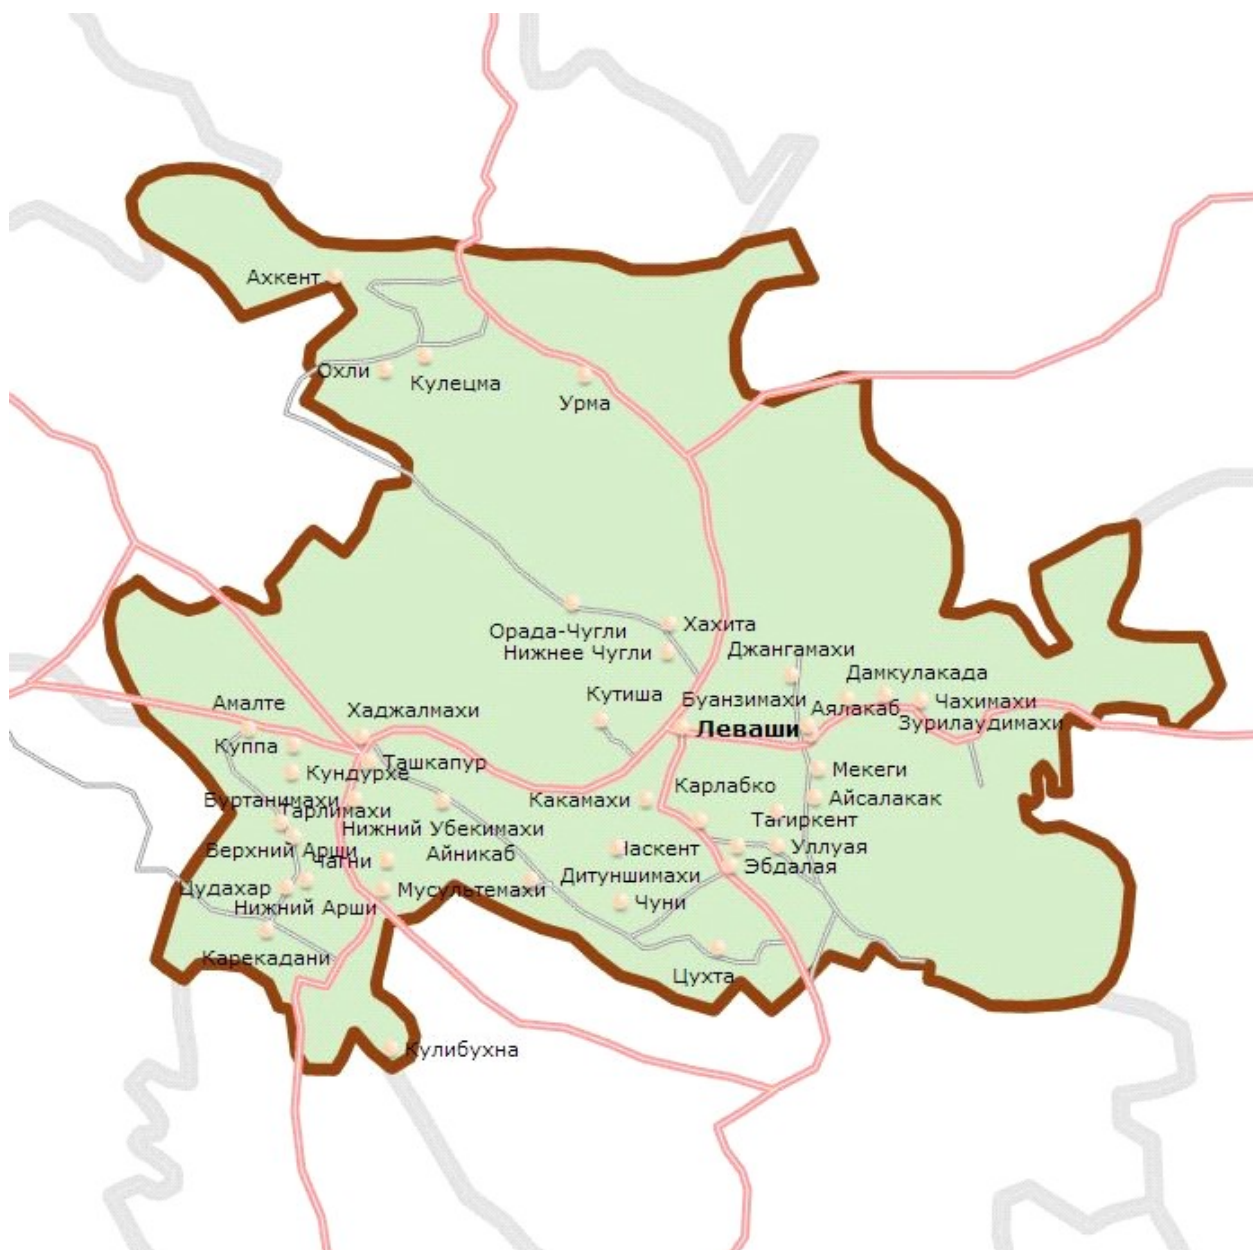 Ахкент
Охли
Кулецма
Урма
Орада-Чугли
Хахита
Нижнее Чугли
Джангамахи
Дамкулакада
Кутиша
Буанзимахи
Аялакаб
Чахимахи
Зурилаудимахи
Леваши
Амалте
Хаджалмахи
Куппа
Ташкапур
Кундурхе
Мекеги
Карлабко
Айсалакак
Какамахи
Буртанимахи
Тарлимахи
Тагиркент
Нижний Убекимахи
Верхний Арши
Чагни
Айникаб
Наскент
Уллуая
Эбдалая
Дитуншимахи
Цудахар
Мусультемахи
Чуни
Нижний Арши
Карекадани
Цухта
Кулибухна